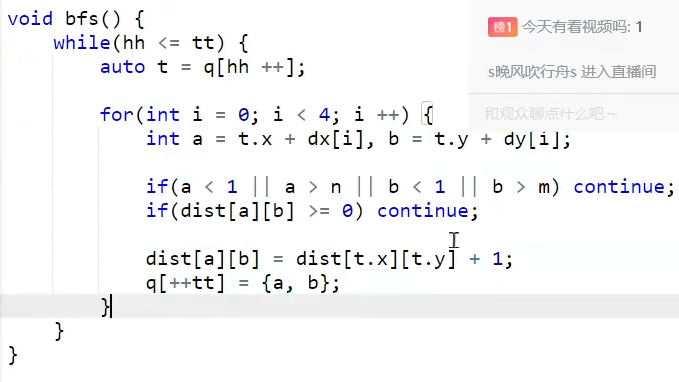 void bfs() {
    while(hh <= tt) {
        auto t = q[hh ++];
        for(int i = 0; i < 4; i ++) {
            int a = t.x + dx[i], b = t.y + dy[i];
            if(a < 1 || a > n || b < 1 || b > m) continue;
            if(dist[a][b] >= 0) continue;
            dist[a][b] = dist[t.x][t.y] + 1;
            q[++tt] = {a, b};
        }
    }
}
榜1 今天有看视频吗: 1
s晚风吹行舟s 进入直播间
和观众聊点什么吧~